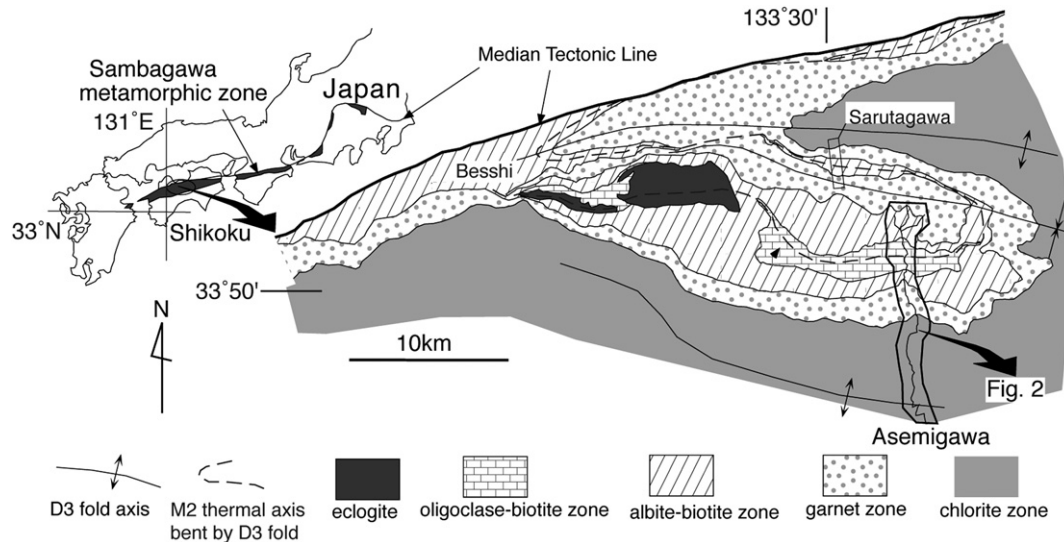 133˚30'
Median Tectonic Line
Sambagawa
metamorphic zone
Japan
131˚E
Sarutagawa
Besshi
33˚N
Shikoku
33˚50'
N
10km
Fig. 2
Asemigawa
D3 fold axis
M2 thermal axis
bent by D3 fold
eclogite
oligoclase-biotite zone
albite-biotite zone
garnet zone
chlorite zone